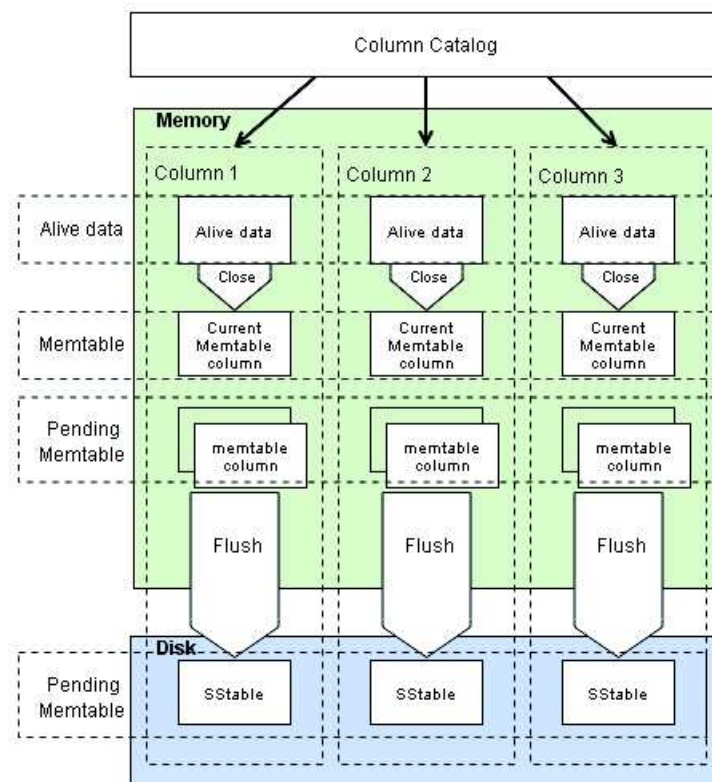 Column Catalog
Memory
Column 1
Column 2
Column 3
Alive data
Alive data
Alive data
Alive data
Close
Close
Close
Memtable
Current
Memtable
column
Current
Memtable
column
Current
Memtable
column
Pending
Memtable
memtable
column
memtable
column
memtable
column
Flush
Flush
Flush
Disk
Pending
Memtable
SStable
SStable
SStable